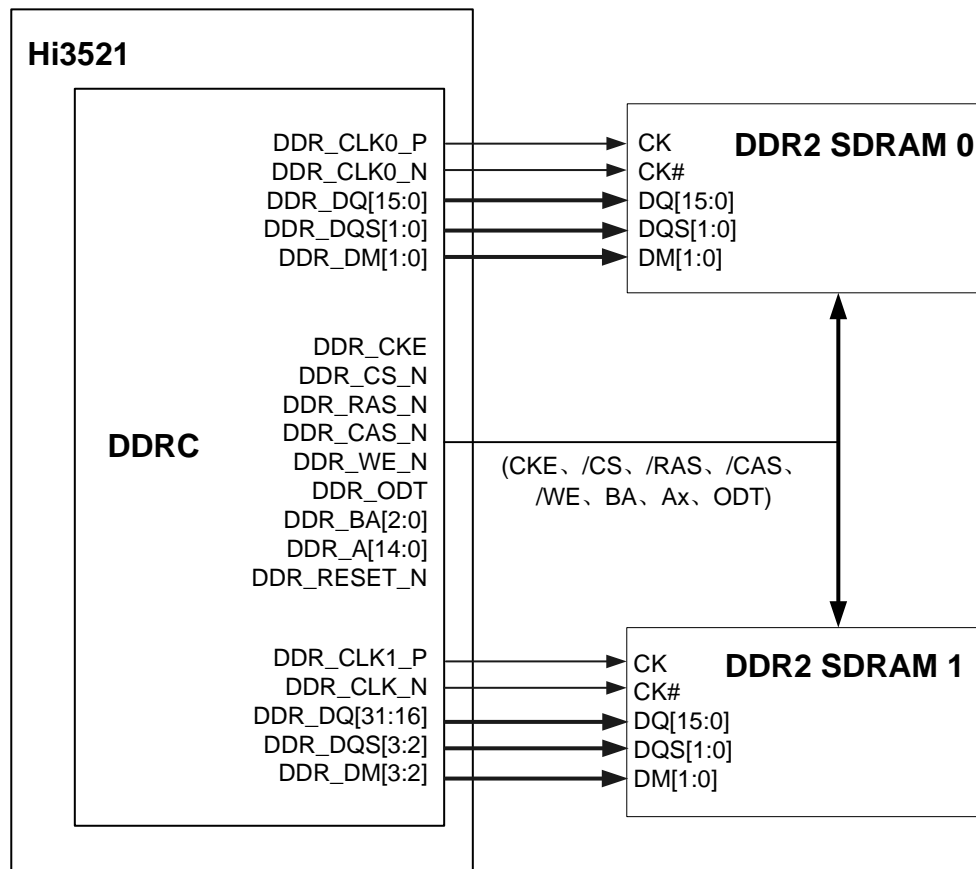 Hi3521
DDR_CLK0_P
DDR_CLK0_N
DDR_DQ[15:0]
DDR_DQS[1:0]
DDR_DM[1:0]
CK
CK#
DQ[15:0]
DQS[1:0]
DM[1:0]
DDR2 SDRAM 0
DDR_CKE
DDR_CS_N
DDR_RAS_N
DDR_CAS_N
DDR_WE_N
DDR_ODT
DDR_BA[2:0]
DDR_A[14:0]
DDR_RESET_N
DDRC
(CKE、/CS、/RAS、/CAS、
/WE、BA、Ax、ODT)
DDR_CLK1_P
DDR_CLK_N
DDR_DQ[31:16]
DDR_DQS[3:2]
DDR_DM[3:2]
CK
CK#
DQ[15:0]
DQS[1:0]
DM[1:0]
DDR2 SDRAM 1